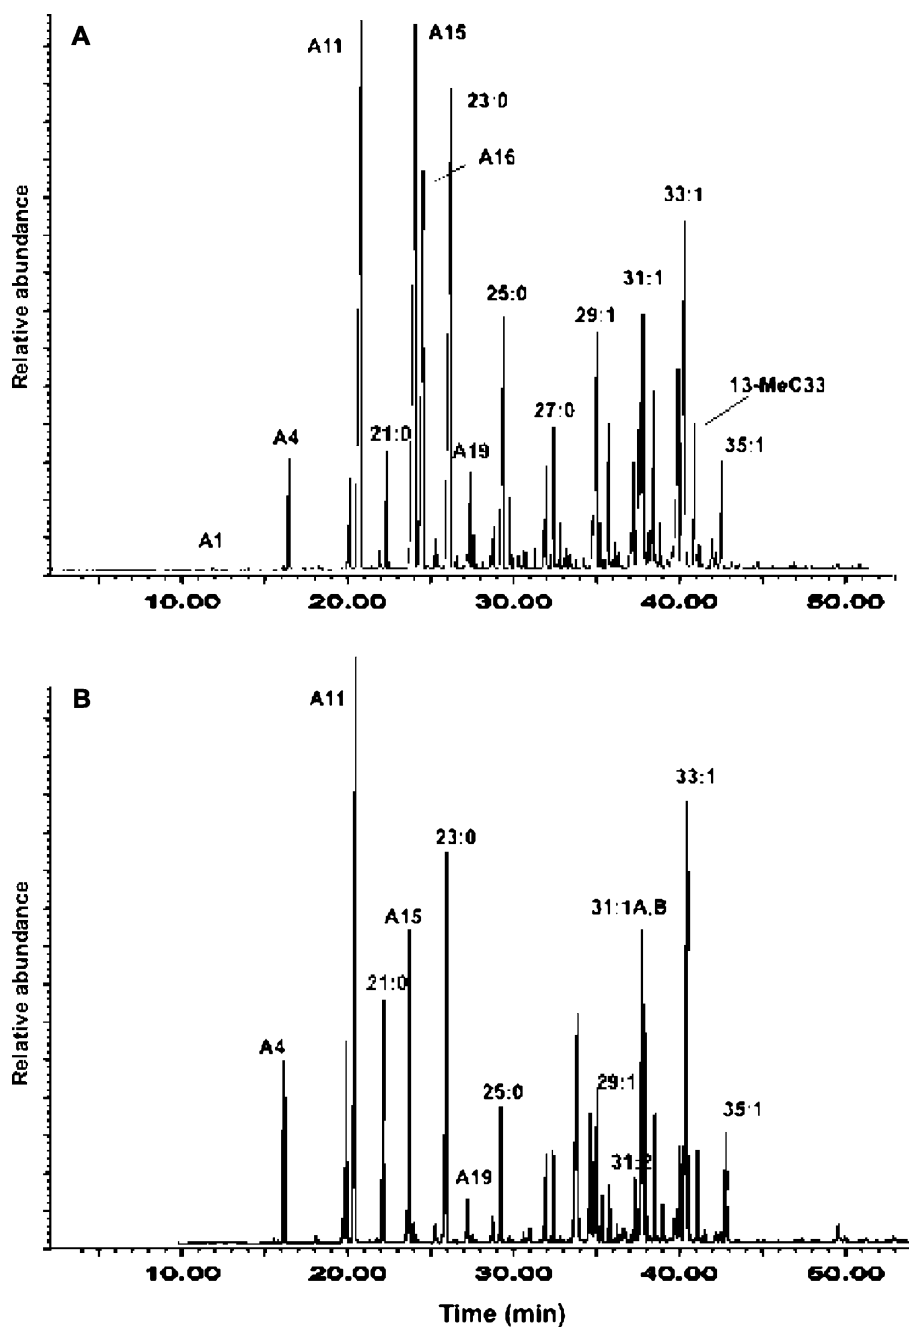 A
A11
A15
23:0
A16
33:1
25:0
31:1
29:1
13-MeC33
27:0
21:0
A4
A19
35:1
A1
Relative abundance
10.00 20.00 30.00 40.00 50.00
B
A11
33:1
23:0
31:1A,B
A15
21:0
A4
25:0
29:1
35:1
31:2
A19
Relative abundance
10.00 20.00 30.00 40.00 50.00
Time (min)